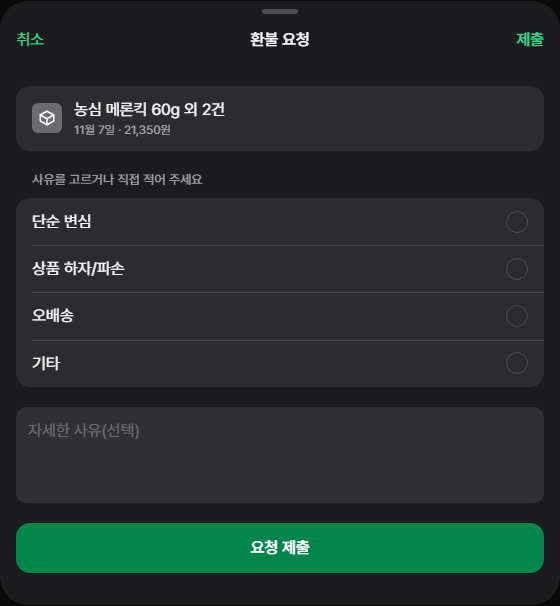 취소
환불 요청
제출
농심 메론킥 60g 외 2건
11월 7일 · 21,350원
사유를 고르거나 직접 적어 주세요
단순 변심
상품 하자/파손
오배송
기타
자세한 사유(선택)
요청 제출